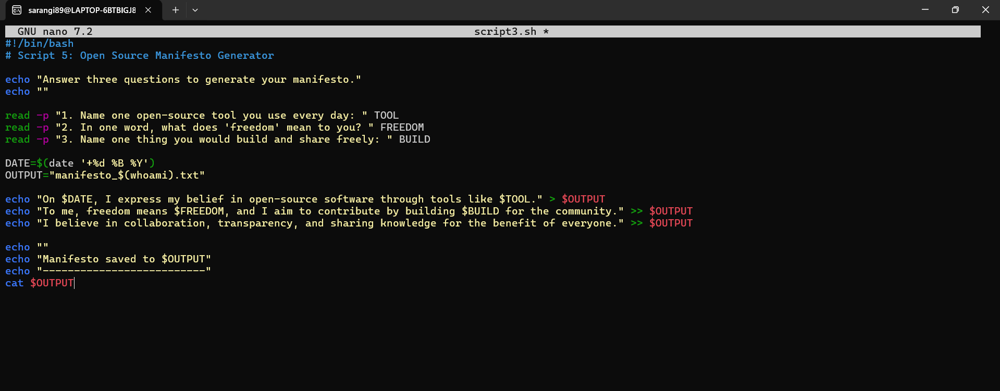 sarangi89@LAPTOP-6BTBIGJ8
GNU nano 7.2 script3.sh *
#!/bin/bash
# Script 5: Open Source Manifesto Generator
echo "Answer three questions to generate your manifesto."
echo ""
read -p "1. Name one open-source tool you use every day: " TOOL
read -p "2. In one word, what does 'freedom' mean to you? " FREEDOM
read -p "3. Name one thing you would build and share freely: " BUILD
DATE=$(date '+%d %B %Y')
OUTPUT="manifesto_$(whoami).txt"
echo "On $DATE, I express my belief in open-source software through tools like $TOOL." > $OUTPUT
echo "To me, freedom means $FREEDOM, and I aim to contribute by building $BUILD for the community." >> $OUTPUT
echo "I believe in collaboration, transparency, and sharing knowledge for the benefit of everyone." >> $OUTPUT
echo ""
echo "Manifesto saved to $OUTPUT"
echo "--------------------------"
cat $OUTPUT